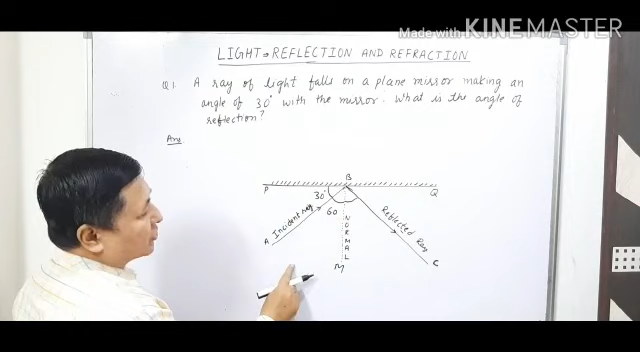 Made with KINEMASTER
LIGHT → REFLECTION AND REFRACTION
Q1. A ray of light falls on a plane mirror making an
angle of 30° with the mirror. What is the angle of
reflection?
Ans
P
B
Q
30°
60
Incident ray
NORMAL
Reflected Ray
A
M
C